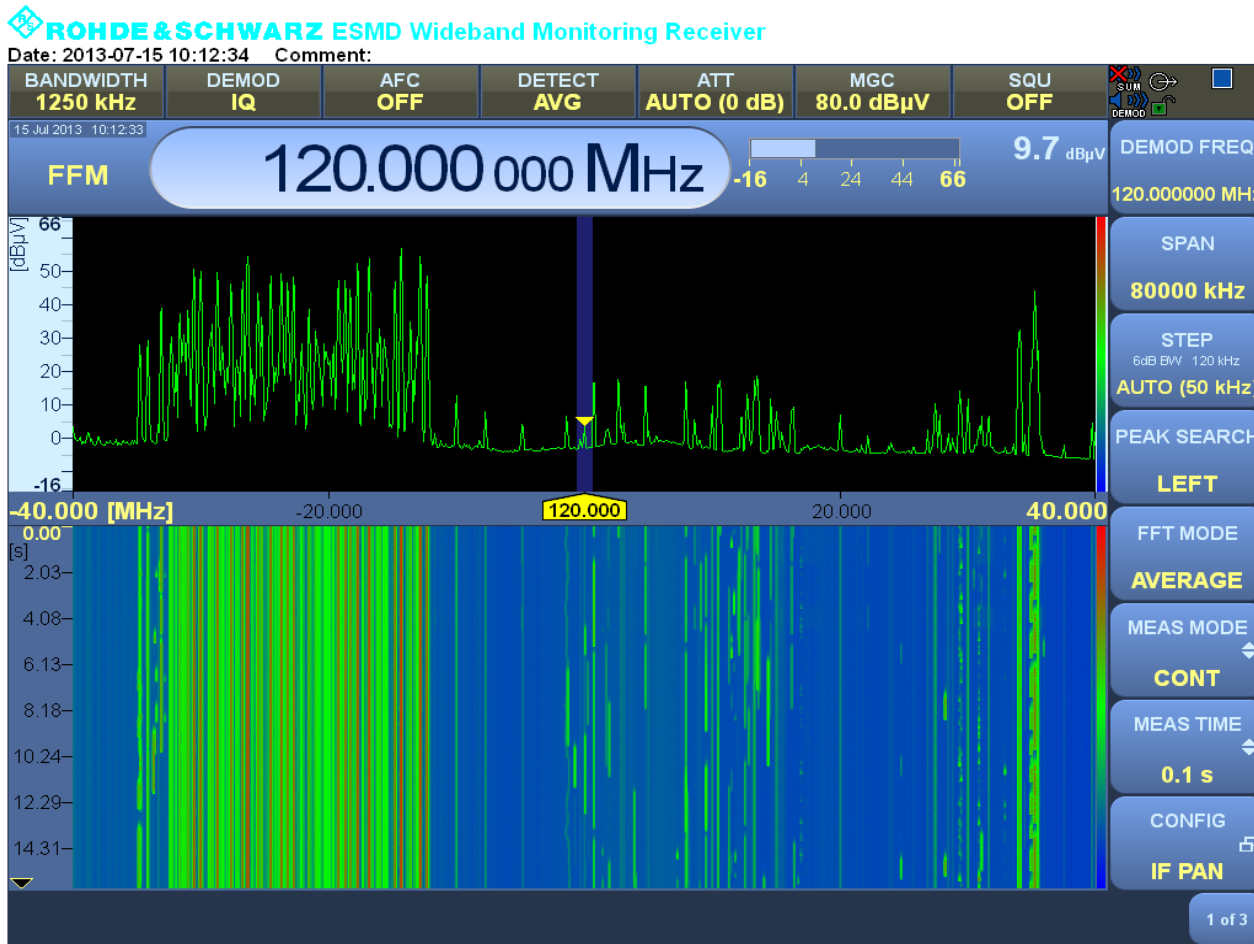 ROHDE & SCHWARZ ESMD Wideband Monitoring Receiver
Date: 2013-07-15 10:12:34 Comment:
BANDWIDTH DEMOD AFC DETECT ATT MGC SQU
1250 kHz IQ OFF AVG AUTO (0 dB) 80.0 dBµV OFF
SUM
DEMOD
15 Jul 2013 10:12:33
FFM
120.000 000 MHz
-16 4 24 44 66
9.7 dBµV
DEMOD FREQ
120.000000 MHz
[dBµV]
66
50
40
30
20
10
0
-16
-40.000 [MHz] -20.000 120.000 20.000 40.000
SPAN
80000 kHz
STEP
6dB BW 120 kHz
AUTO (50 kHz)
PEAK SEARCH
LEFT
0.00
[s]
2.03
4.08
6.13
8.18
10.24
12.29
14.31
FFT MODE
AVERAGE
MEAS MODE
CONT
MEAS TIME
0.1 s
CONFIG
IF PAN
1 of 3